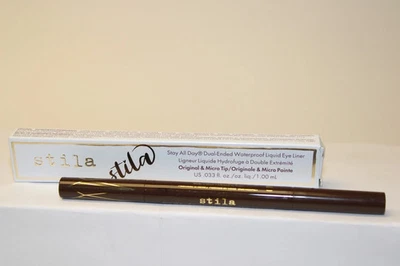 stila
stila
Stay All Day® Dual-Ended Waterproof Liquid Eye Liner
Ligneur Liquide Hydrofuge à Double Extrémité
Original & Micro Tip/Originale & Micro Pointe
US .033 fl. oz./oz. liq./1.00 mL
stila